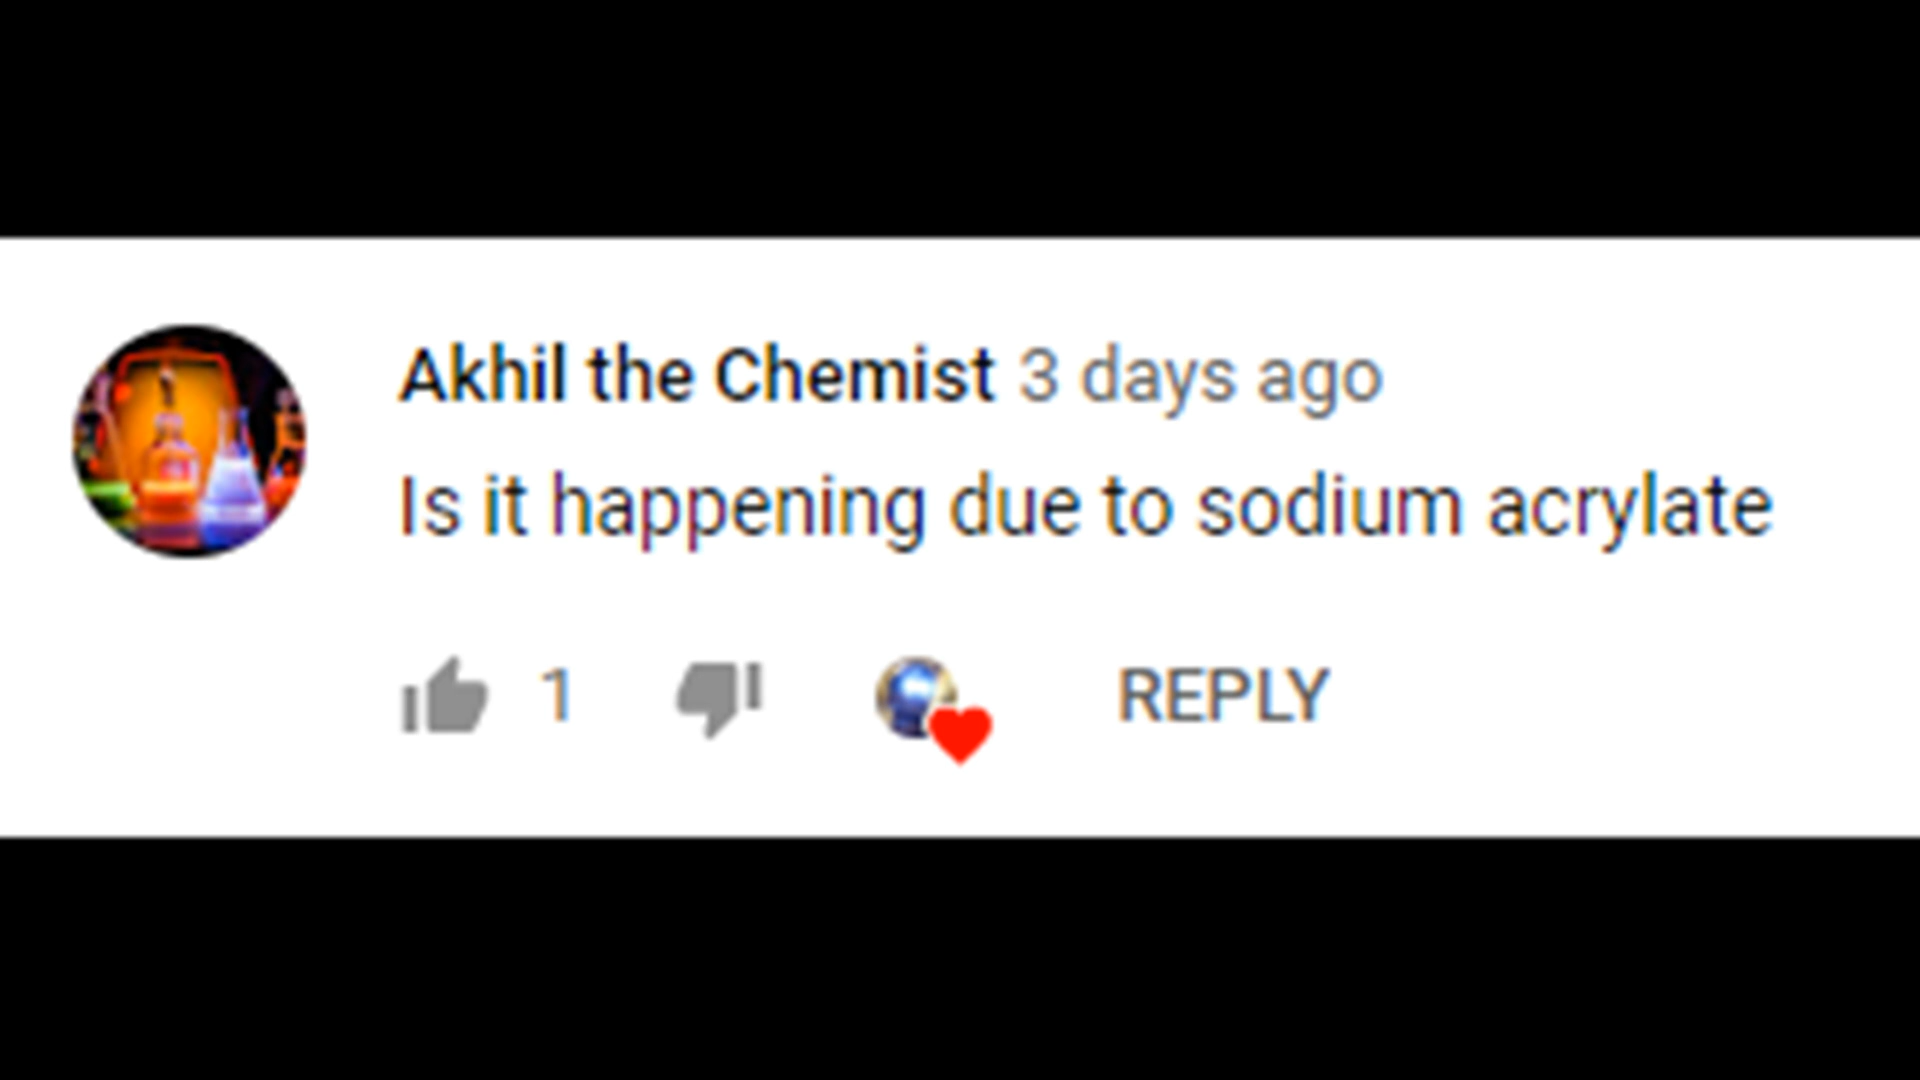 Akhil the Chemist 3 days ago
Is it happening due to sodium acrylate
1 REPLY